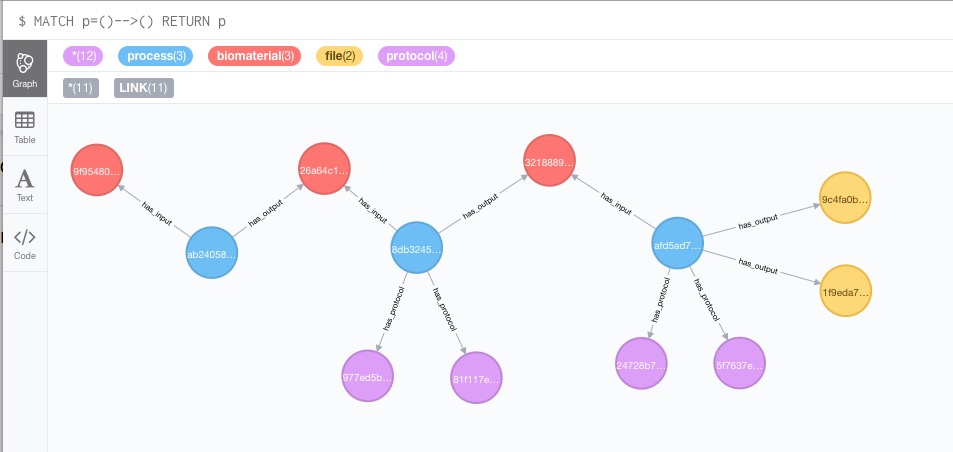 $ MATCH p=()-->() RETURN p
*(12) process(3) biomaterial(3) file(2) protocol(4)
*(11) LINK(11)
Graph
Table
Text
Code
9f95480...
26a64c1...
3218889...
9c4fa0b...
has_input
has_output
has_input
has_output
has_input
has_output
ab24058...
8db3245...
afd5ad7...
has_output
1f9eda7...
has_protocol
has_protocol
has_protocol
has_protocol
977ed5b...
81f117e...
24728b7...
5f7637e...